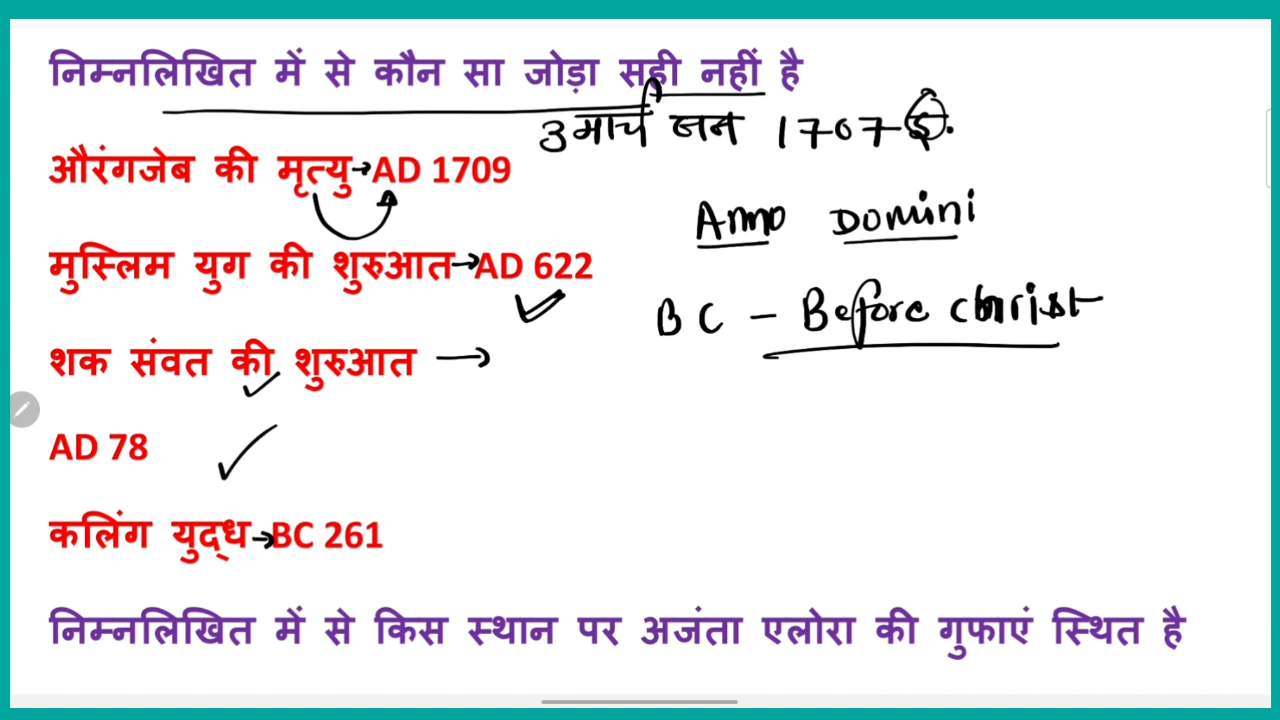 निम्नलिखित में से कौन सा जोड़ा सही नहीं है
3 मार्च सन 1707 ई.
औरंगजेब की मृत्यु→AD 1709
Anno Domini
मुस्लिम युग की शुरुआत→AD 622
BC - Before christ
शक संवत की शुरुआत →
AD 78
कलिंग युद्ध→BC 261
निम्नलिखित में से किस स्थान पर अजंता एलोरा की गुफाएं स्थित है